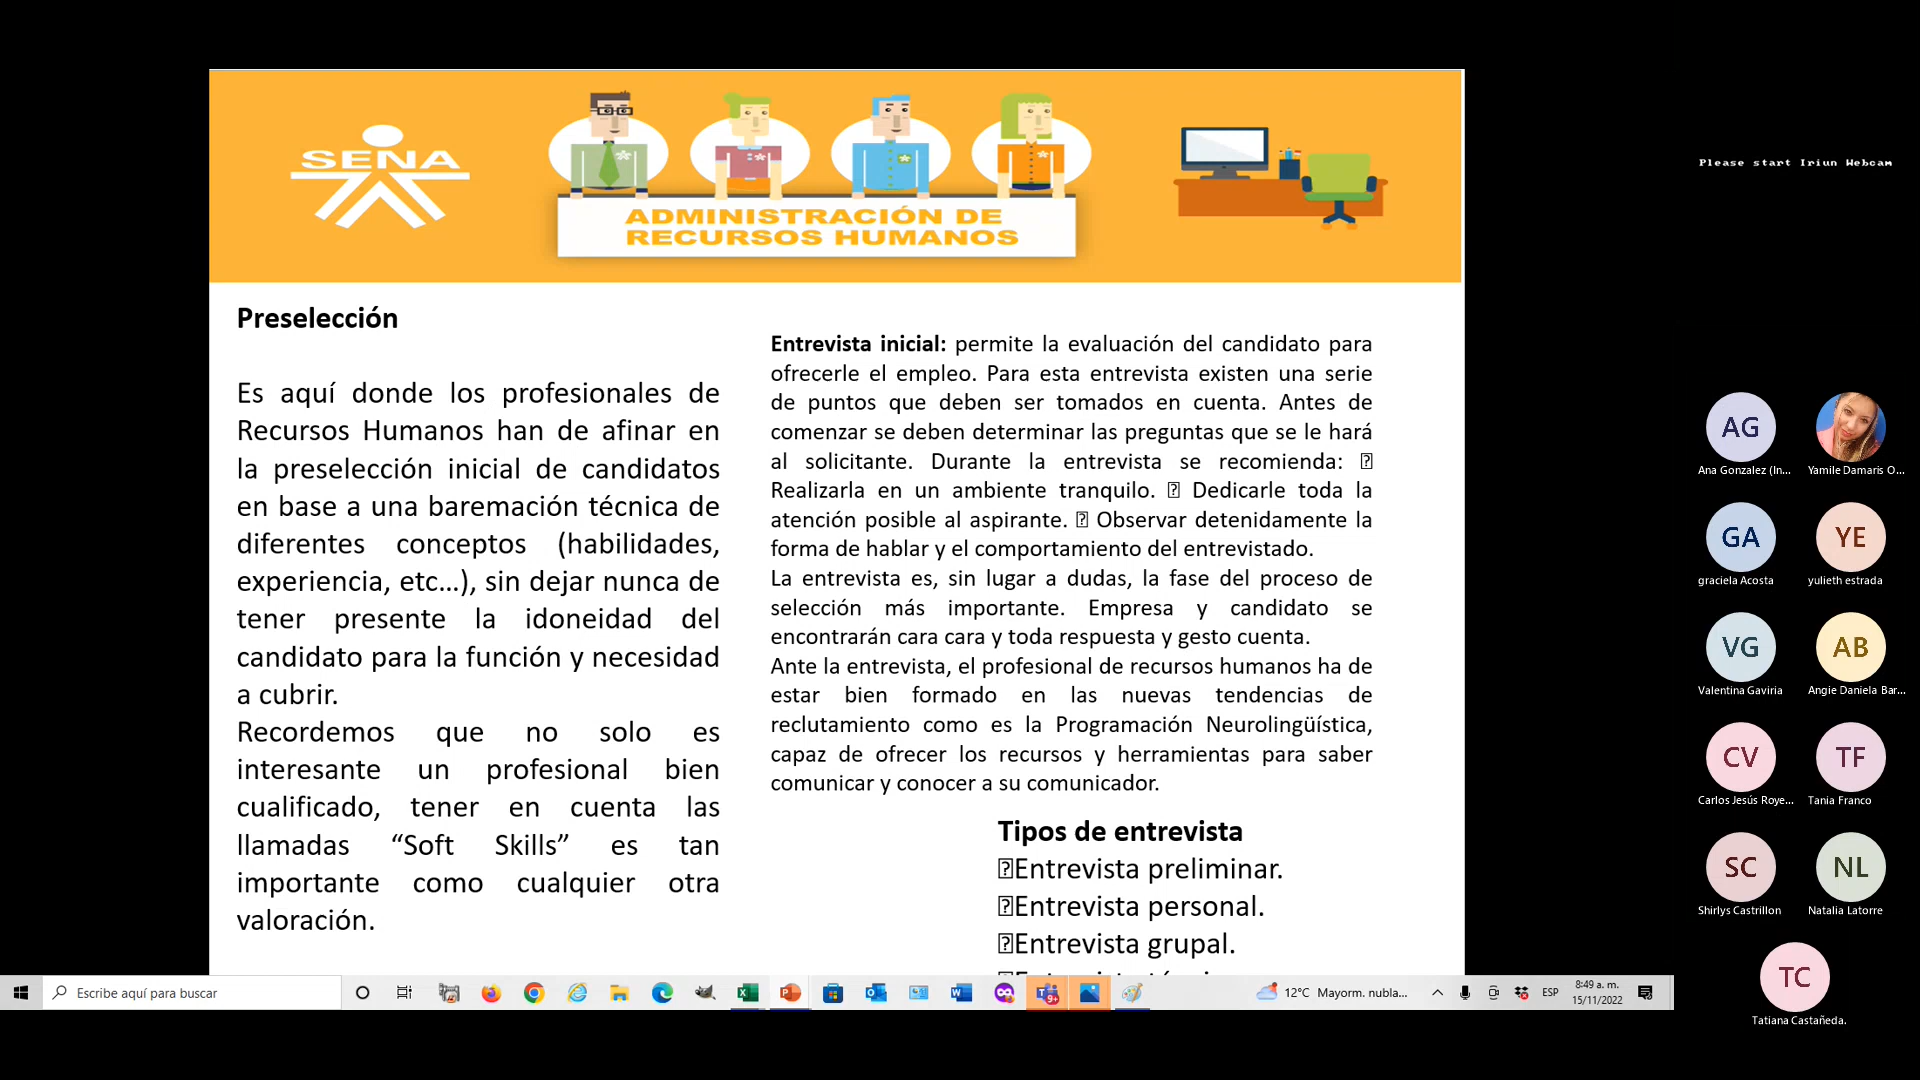 SENA
ADMINISTRACIÓN DE
RECURSOS HUMANOS
Preselección
Es aquí donde los profesionales de
Recursos Humanos han de afinar en
la preselección inicial de candidatos
en base a una baremación técnica de
diferentes conceptos (habilidades,
experiencia, etc…), sin dejar nunca de
tener presente la idoneidad del
candidato para la función y necesidad
a cubrir.
Recordemos que no solo es
interesante un profesional bien
cualificado, tener en cuenta las
llamadas “Soft Skills” es tan
importante como cualquier otra
valoración.
Entrevista inicial: permite la evaluación del candidato para
ofrecerle el empleo. Para esta entrevista existen una serie
de puntos que deben ser tomados en cuenta. Antes de
comenzar se deben determinar las preguntas que se le hará
al solicitante. Durante la entrevista se recomienda:
Realizarla en un ambiente tranquilo. Dedicarle toda la
atención posible al aspirante. Observar detenidamente la
forma de hablar y el comportamiento del entrevistado.
La entrevista es, sin lugar a dudas, la fase del proceso de
selección más importante. Empresa y candidato se
encontrarán cara cara y toda respuesta y gesto cuenta.
Ante la entrevista, el profesional de recursos humanos ha de
estar bien formado en las nuevas tendencias de
reclutamiento como es la Programación Neurolingüística,
capaz de ofrecer los recursos y herramientas para saber
comunicar y conocer a su comunicador.
Tipos de entrevista
Entrevista preliminar.
Entrevista personal.
Entrevista grupal.
Escribe aquí para buscar
9+
12°C Mayorm. nubla...
ESP
8:49 a. m.
15/11/2022
Please start Iriun Webcam
AG
Ana Gonzalez (In...
Yamile Damaris O...
GA
graciela Acosta
YE
yulieth estrada
VG
Valentina Gaviria
AB
Angie Daniela Bar...
CV
Carlos Jesús Roye...
TF
Tania Franco
SC
Shirlys Castrillon
NL
Natalia Latorre
TC
Tatiana Castañeda.